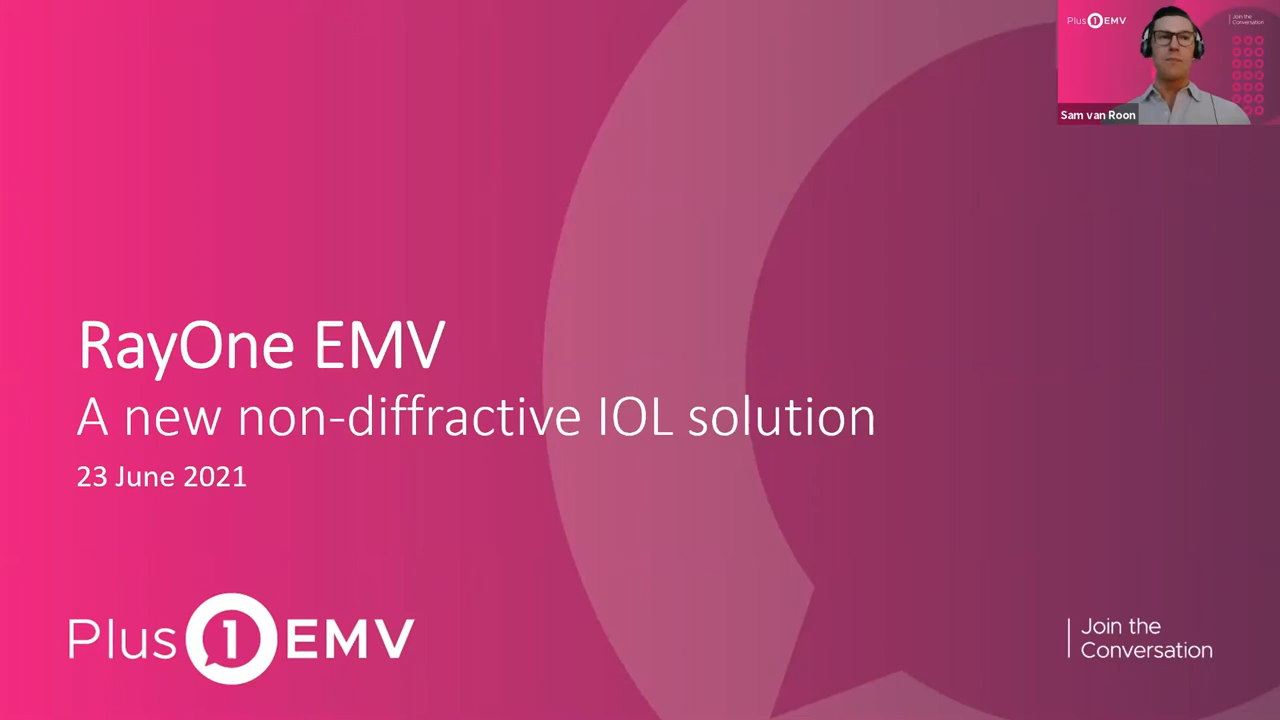 Plus 1 EMV
Join the
Conversation
Sam van Roon
RayOne EMV
A new non-diffractive IOL solution
23 June 2021
Plus 1 EMV
Join the
Conversation